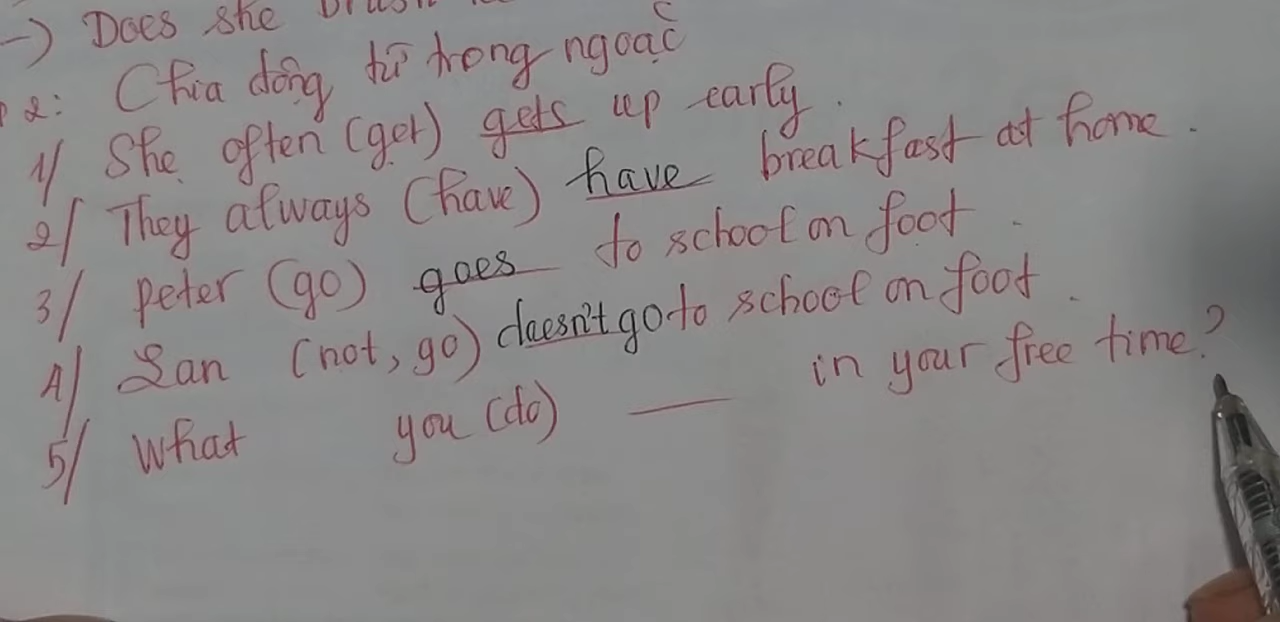 -) Does she
2: Chia động từ trong ngoặc
1/ She often (get) gets up early.
2/ They always (have) have breakfast at home.
3/ Peter (go) goes to school on foot.
4/ Lan (not, go) doesn't go to school on foot.
5/ What you (do) ___ in your free time?